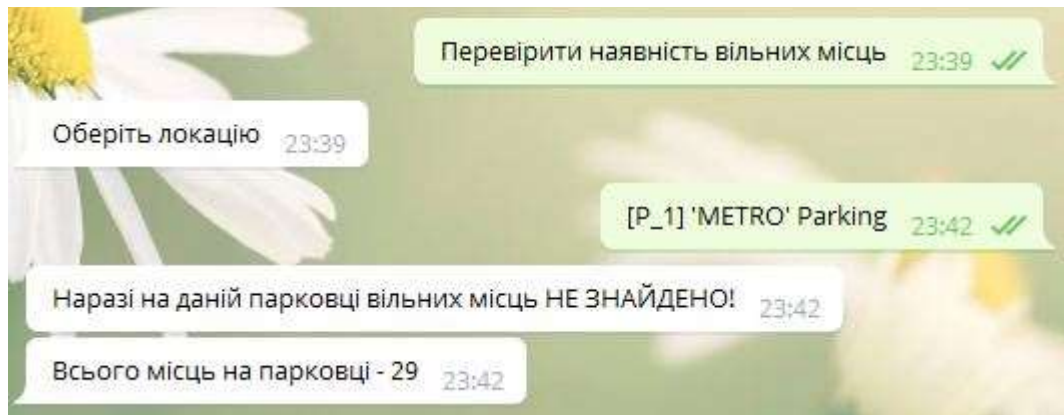 Перевірити наявність вільних місць 23:39
Оберіть локацію 23:39
[P_1] 'METRO' Parking 23:42
Наразі на даній парковці вільних місць НЕ ЗНАЙДЕНО! 23:42
Всього місць на парковці - 29 23:42